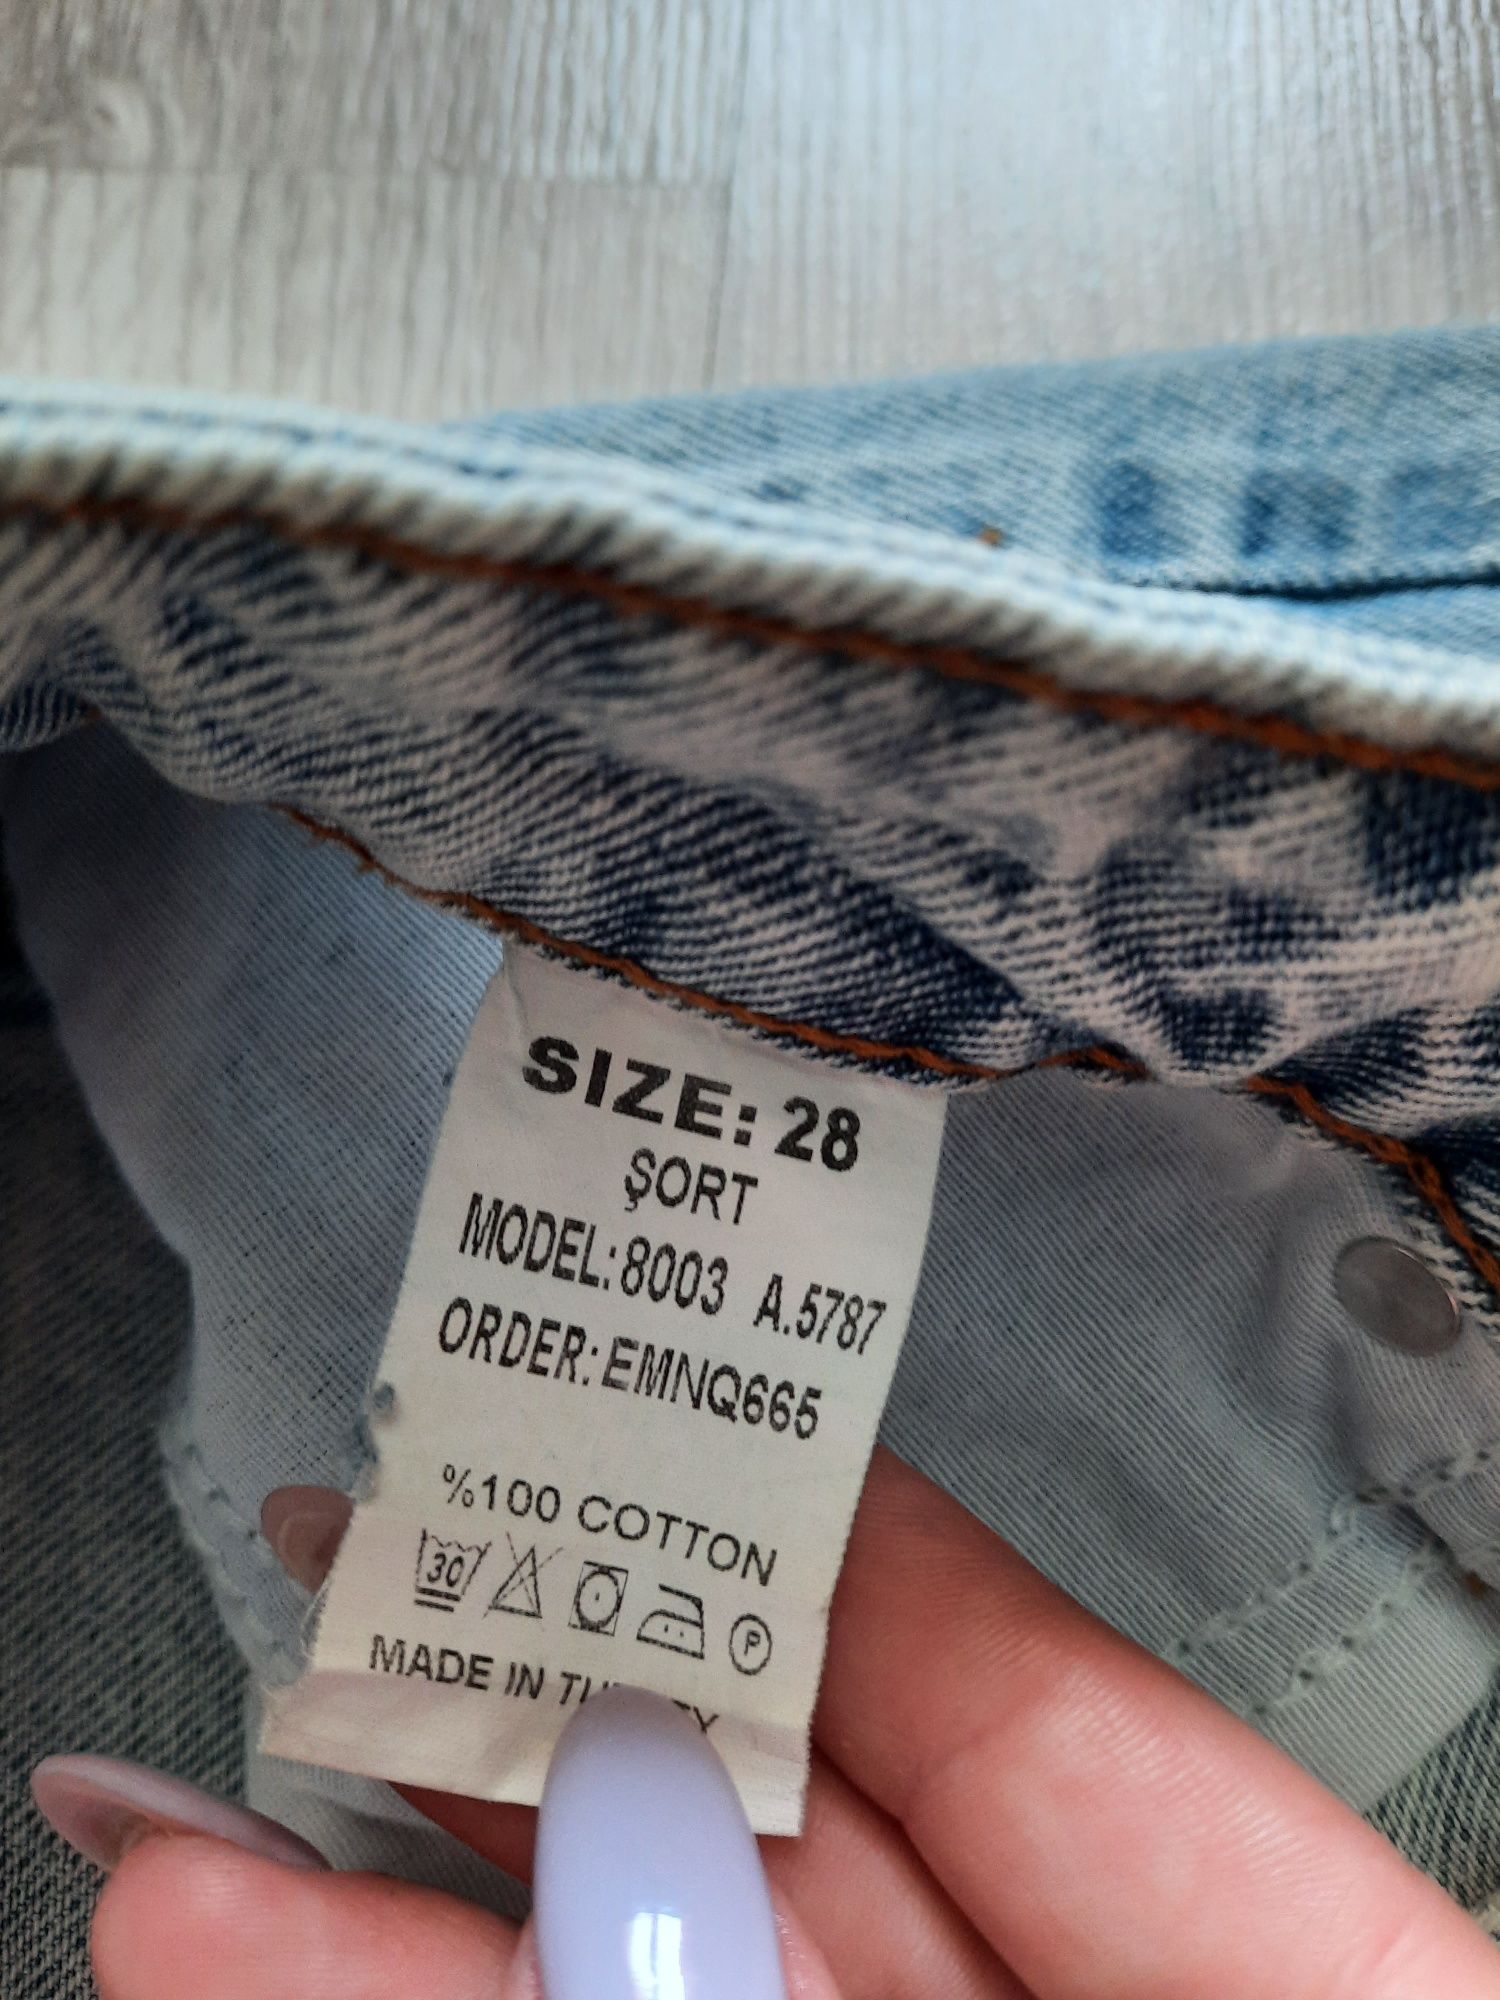 SIZE: 28
ŞORT
MODEL:8003 A.5787
ORDER:EMNQ665
%100 COTTON
30 P
MADE IN